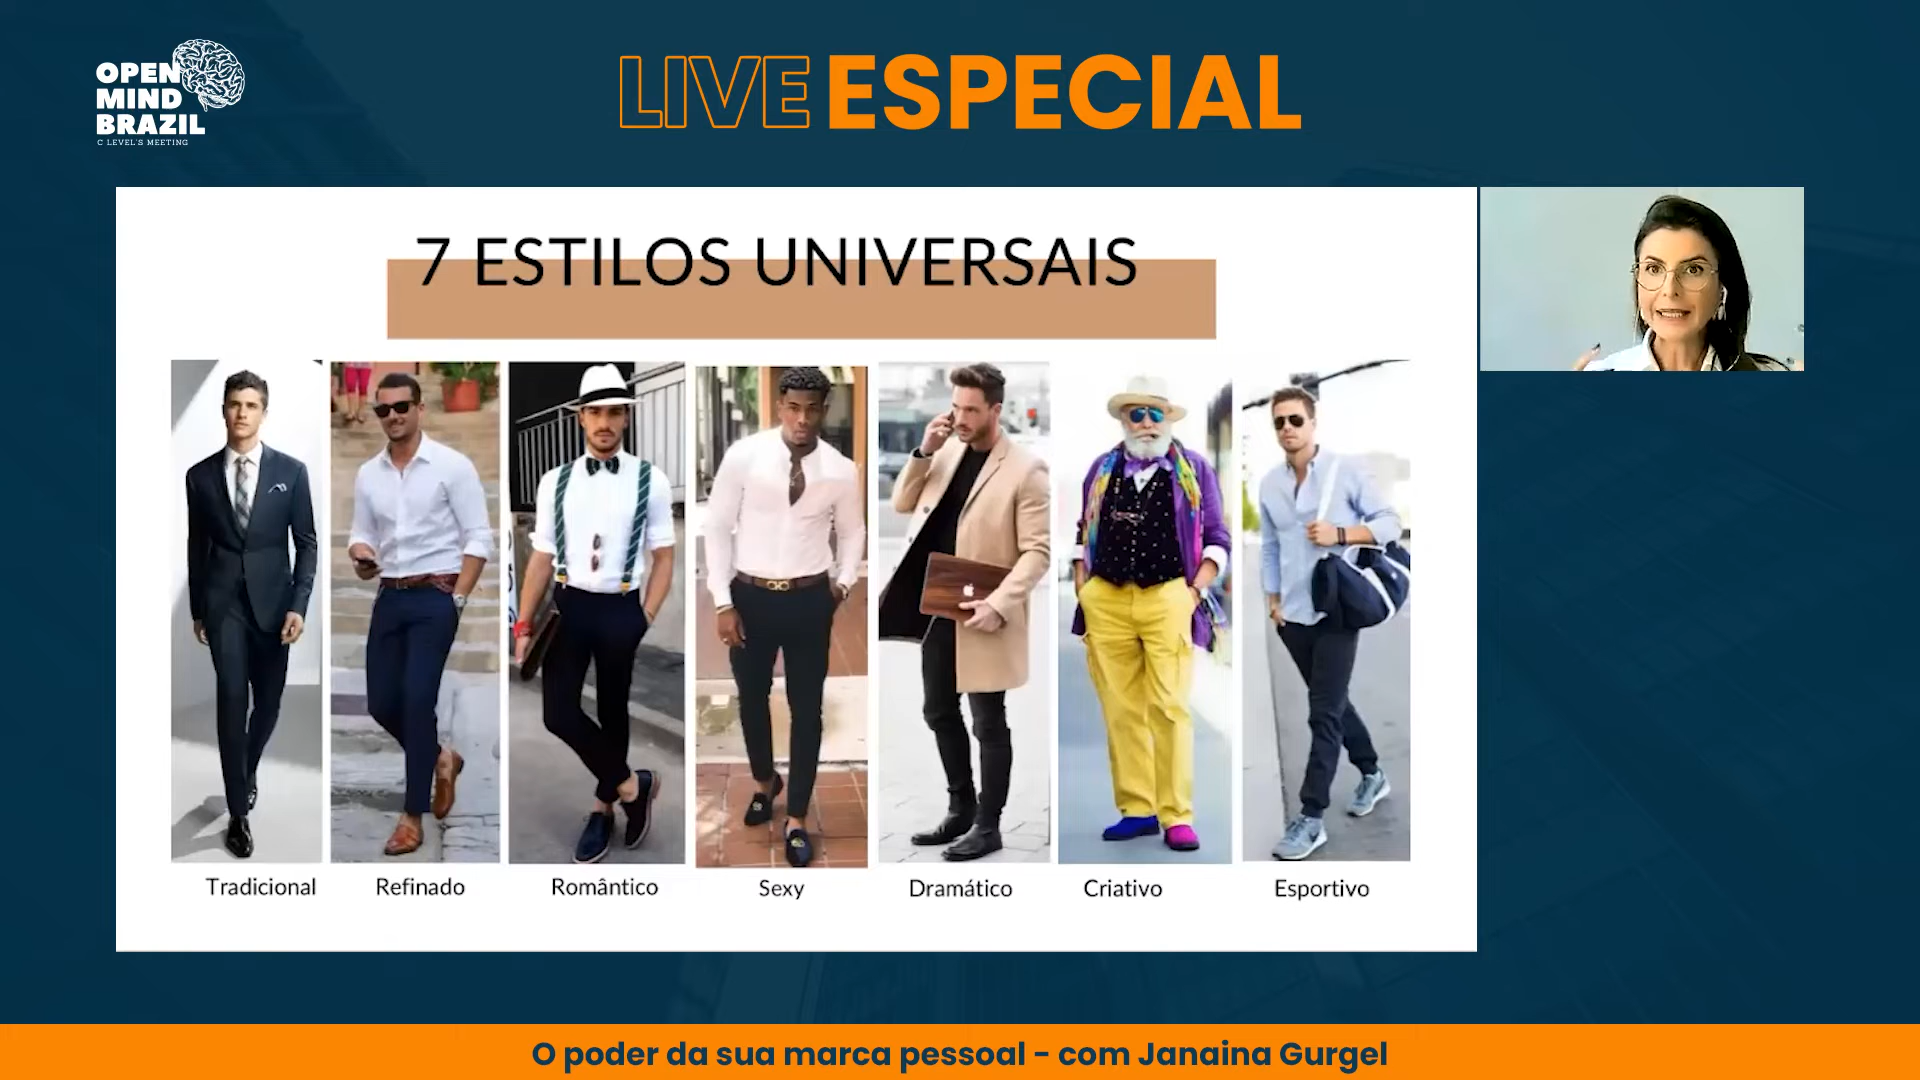 OPEN
MIND
BRAZIL
C LEVEL'S MEETING
LIVE ESPECIAL
7 ESTILOS UNIVERSAIS
Tradicional
Refinado
Romântico
Sexy
Dramático
Criativo
Esportivo
O poder da sua marca pessoal - com Janaina Gurgel